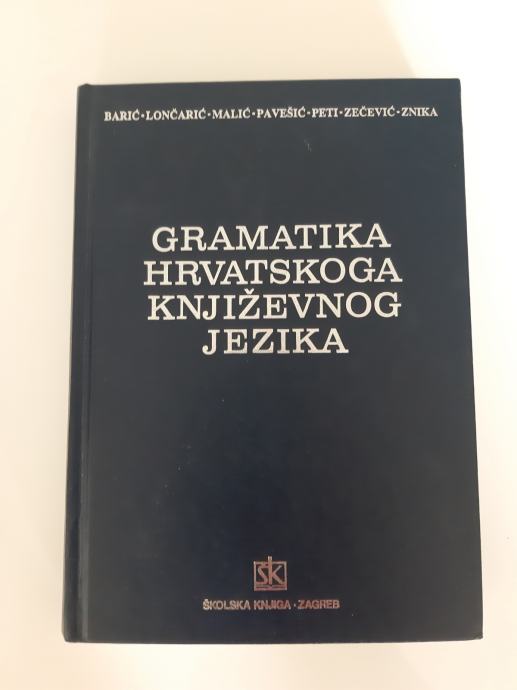 BARIĆ·LONČARIĆ·MALIĆ·PAVEŠIĆ·PETI·ZEČEVIĆ·ZNIKA
GRAMATIKA
HRVATSKOGA
KNJIŽEVNOG
JEZIKA
ŠK
ŠKOLSKA KNJIGA·ZAGREB